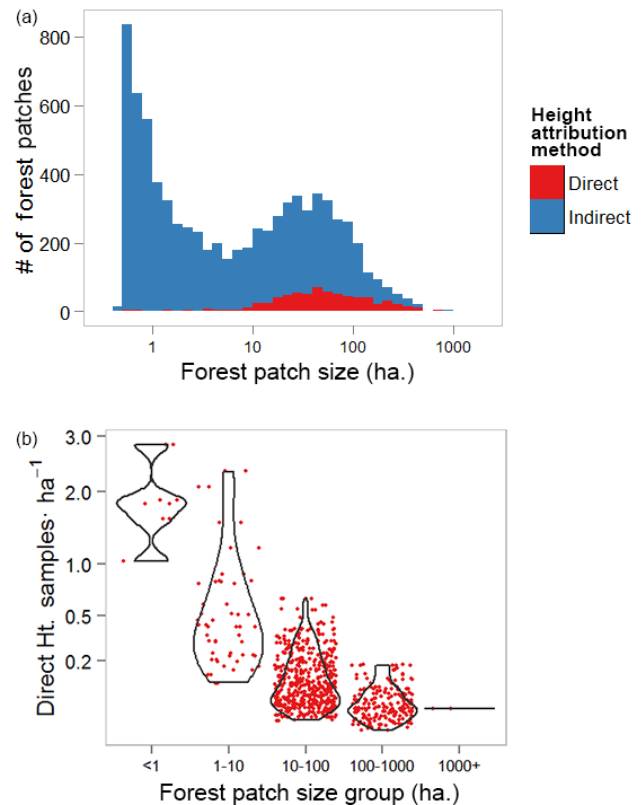 (a)
800
600
400
200
0
# of forest patches
1
10
100
1000
Forest patch size (ha.)
Height
attribution
method
Direct
Indirect
(b)
3.0
2.0
1.0
0.5
0.2
Direct Ht. samples· ha⁻¹
<1
1-10
10-100
100-1000
1000+
Forest patch size group (ha.)